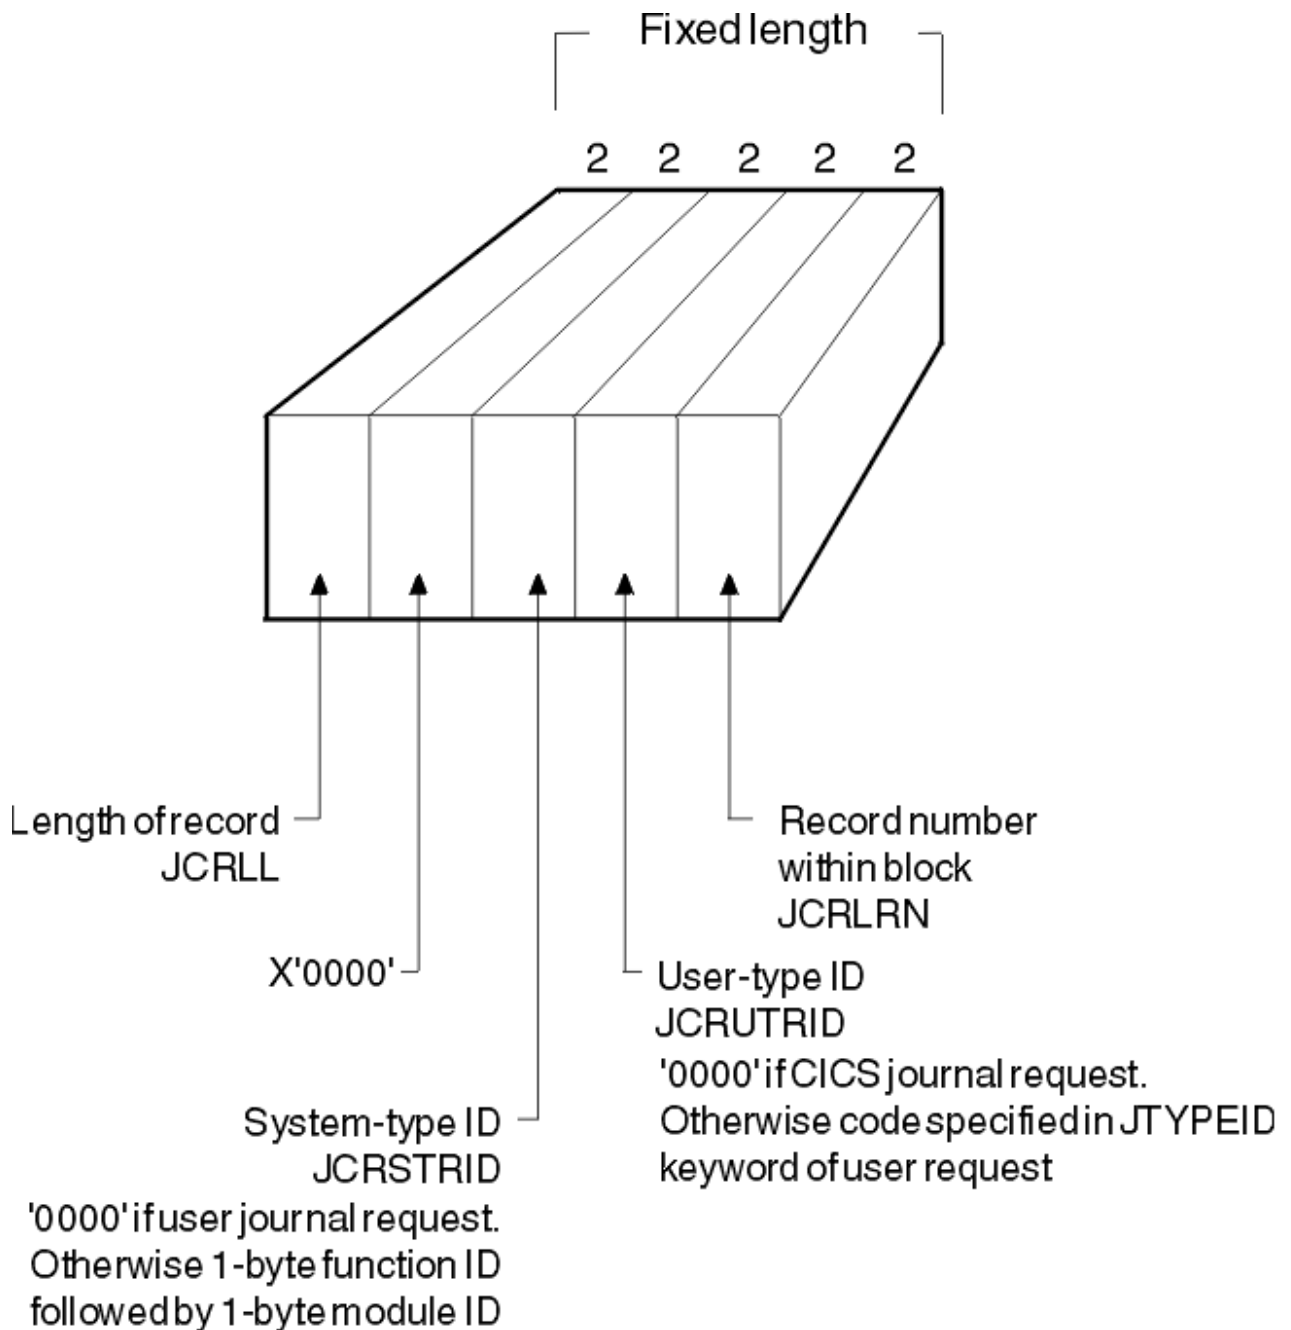 Fixed length
2 2 2 2 2
Length of record
JCRLL
Record number
within block
JCRLRN
X'0000'
User-type ID
JCRUTRID
'0000' if CICS journal request.
Otherwise code specified in JTYPEID
keyword of user request
System-type ID
JCRSTRID
'0000' if user journal request.
Otherwise 1-byte function ID
followed by 1-byte module ID